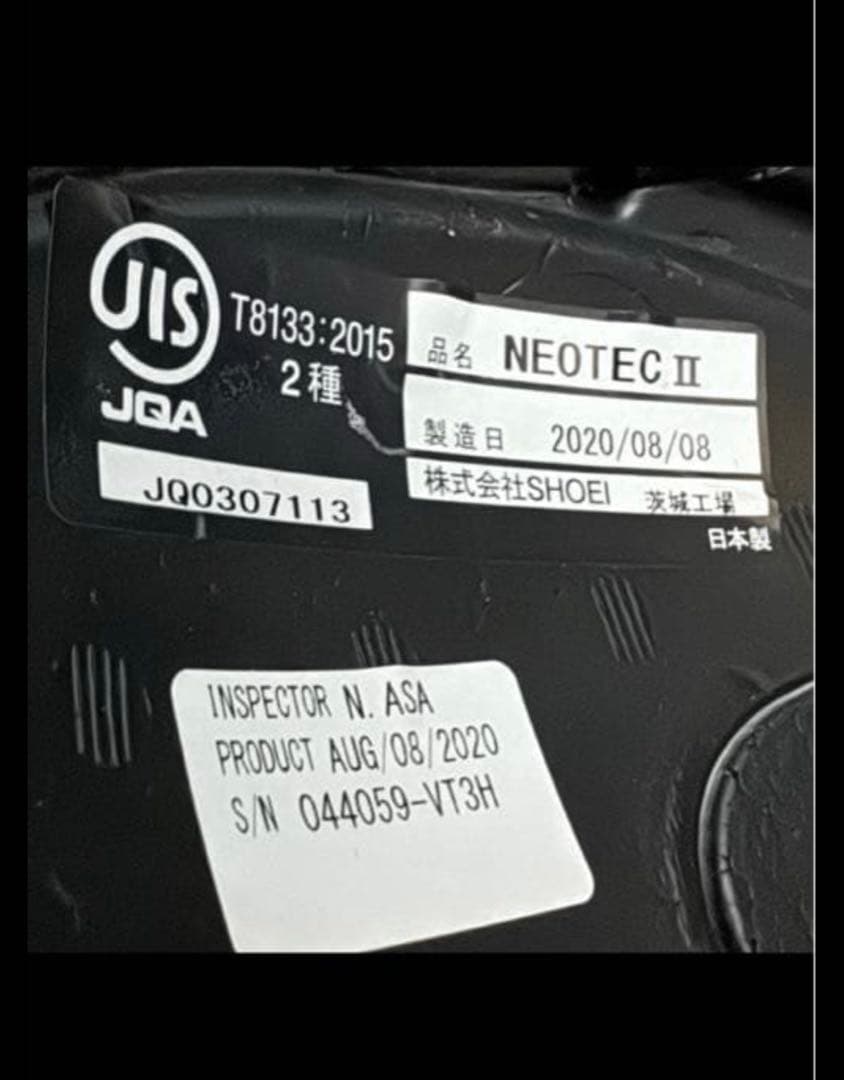 JIS
JQA
T8133:2015
2種
JQ0307113
品名 NEOTEC Ⅱ
製造日 2020/08/08
株式会社SHOEI 茨城工場
日本製
INSPECTOR N. ASA
PRODUCT AUG/08/2020
S/N 044059-VT3H